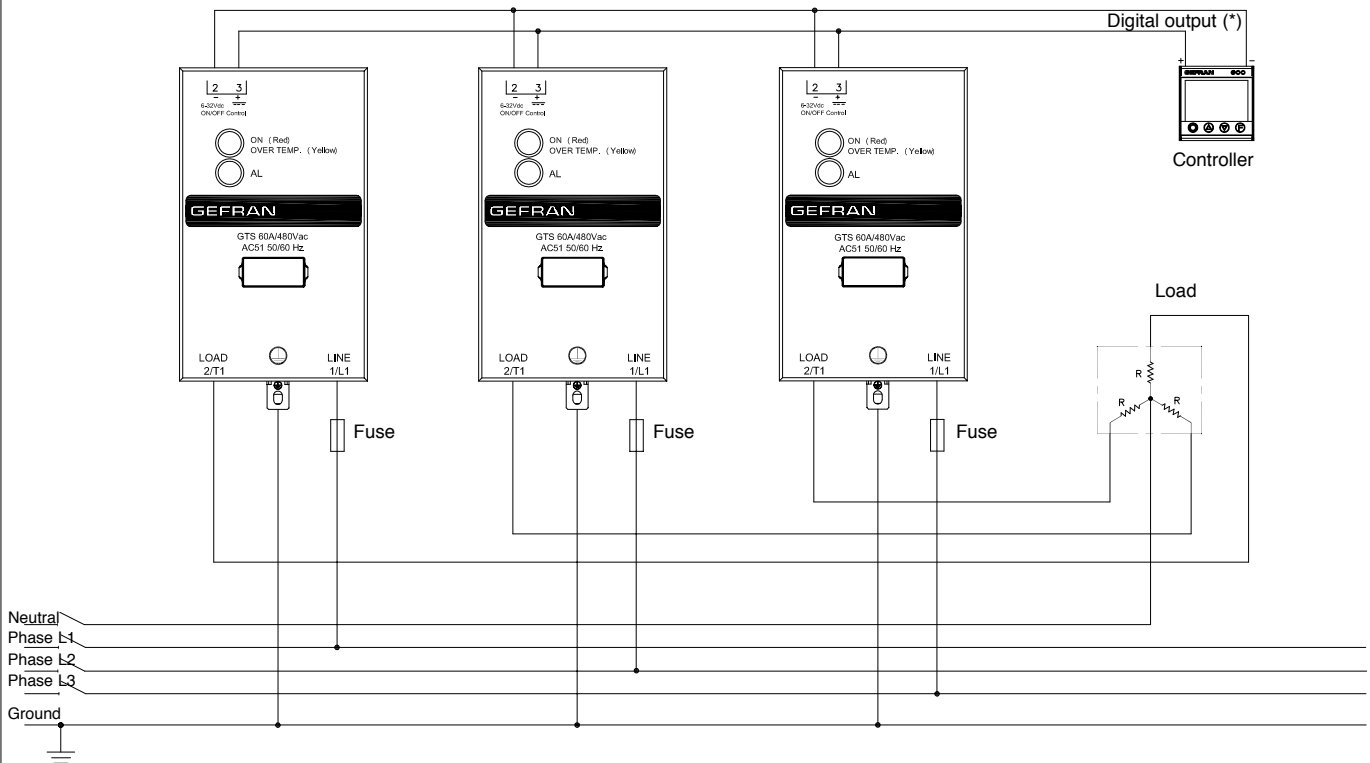 Digital output (*)
+ -
GEFRAN 600
F
Controller
2 3
- +
6-32Vdc
ON/OFF Control
ON (Red)
OVER TEMP. (Yellow)
AL
GEFRAN
GTS 60A/480Vac
AC51 50/60 Hz
LOAD
2/T1
LINE
1/L1
Fuse
2 3
- +
6-32Vdc
ON/OFF Control
ON (Red)
OVER TEMP. (Yellow)
AL
GEFRAN
GTS 60A/480Vac
AC51 50/60 Hz
LOAD
2/T1
LINE
1/L1
Fuse
2 3
- +
6-32Vdc
ON/OFF Control
ON (Red)
OVER TEMP. (Yellow)
AL
GEFRAN
GTS 60A/480Vac
AC51 50/60 Hz
LOAD
2/T1
LINE
1/L1
Fuse
Load
R
R
R
Neutral
Phase L1
Phase L2
Phase L3
Ground